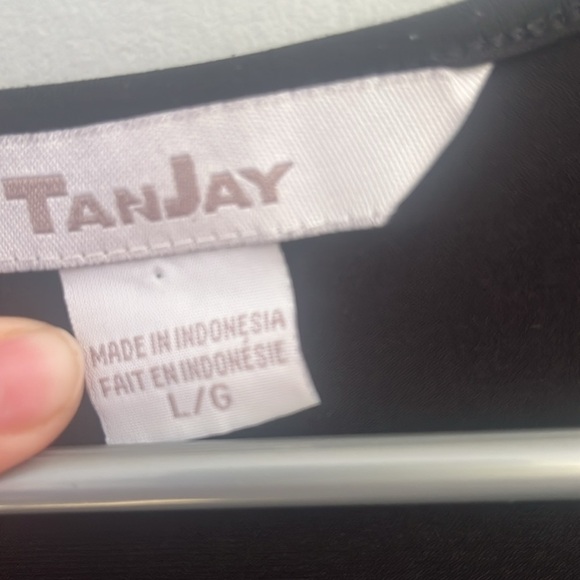 TANJAY
MADE IN INDONESIA
FAIT EN INDONÉSIE
L/G